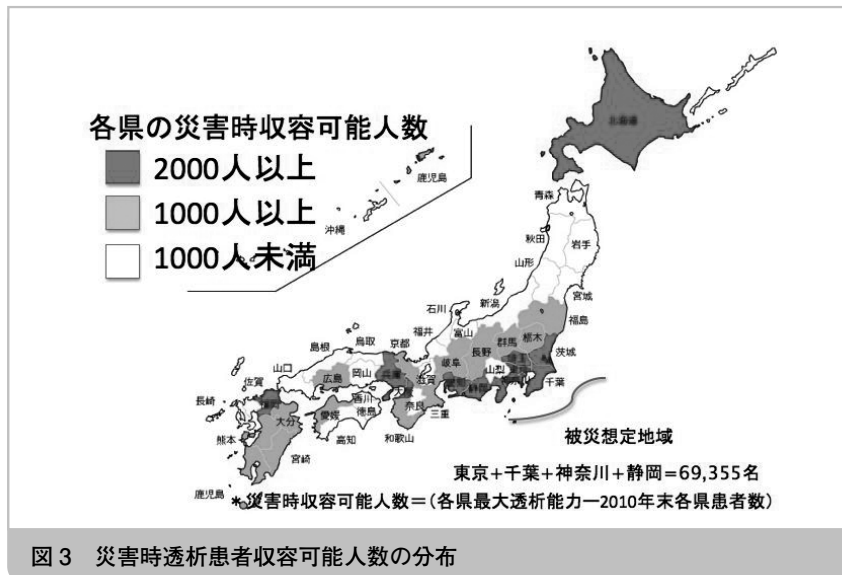 各県の災害時収容可能人数
2000人以上
1000人以上
1000人未満
鹿児島
沖縄
北海道
青森
秋田
岩手
山形
宮城
新潟
福島
石川
富山
福井
群馬
栃木
茨城
長野
岐阜
山梨
千葉
静岡
島根
鳥取
京都
兵庫
滋賀
大阪
奈良
三重
和歌山
山口
広島
岡山
香川
徳島
愛媛
高知
佐賀
長崎
福岡
大分
熊本
宮崎
鹿児島
被災想定地域
東京+千葉+神奈川+静岡=69,355名
*災害時収容可能人数=(各県最大透析能力ー2010年末各県患者数)
図3 災害時透析患者収容可能人数の分布